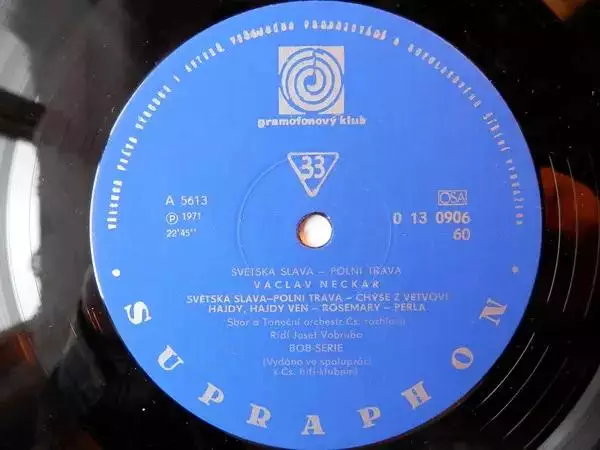 gramofonový klub
33
A 5613
Ⓟ 1971
22'45"
OSA
0 13 0906
60
SVĚTSKÁ SLÁVA – POLNÍ TRÁVA
VÁCLAV NECKÁŘ
SVĚTSKÁ SLÁVA–POLNÍ TRÁVA – CHÝŠE Z VĚTVOVÍ
HAJDY, HAJDY VEN – ROSEMARY – PERLA
Sbor a Taneční orchestr Čs. rozhlasu
Řídí Josef Vobruba
BOB-SERIE
(Vydáno ve spolupráci
s Čs. hifi-klubem)
SUPRAPHON